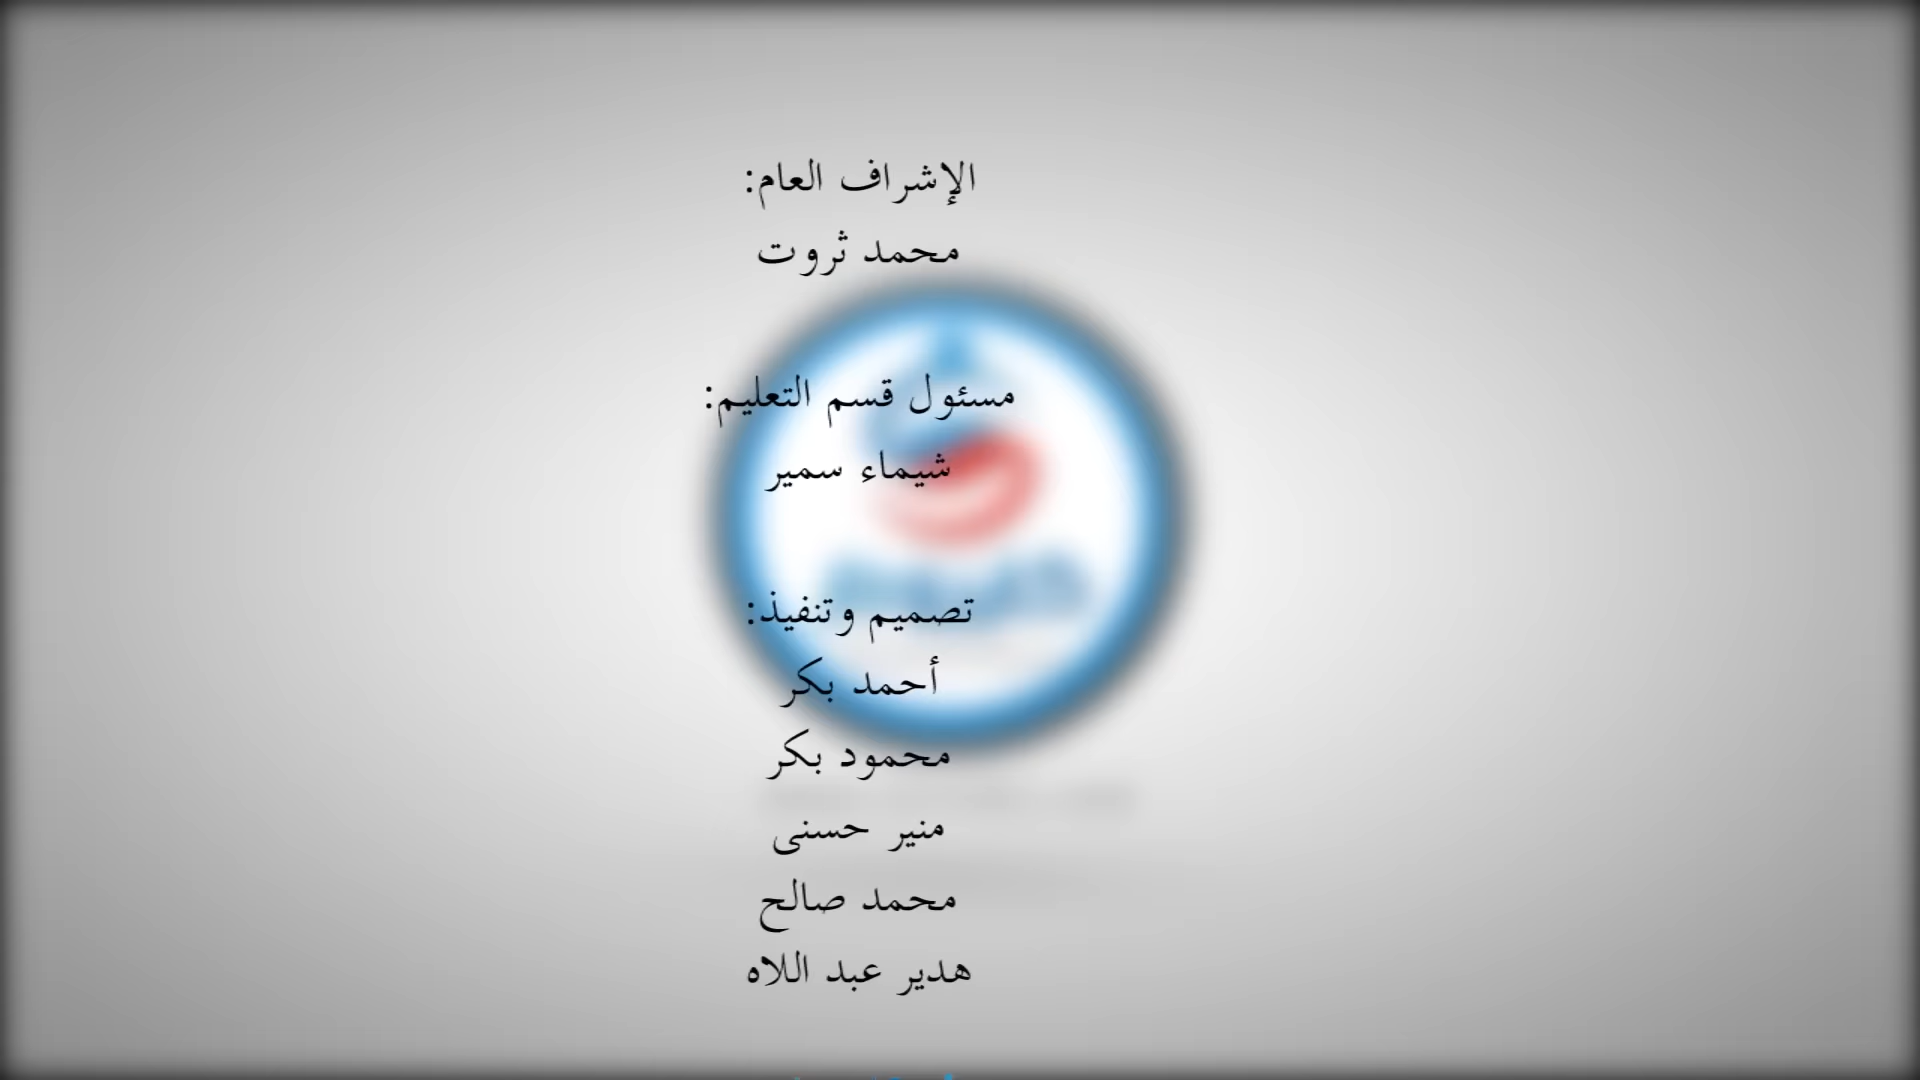 الإشراف العام:
محمد ثروت
مسئول قسم التعليم:
شيماء سمير
تصميم وتنفيذ:
أحمد بكر
محمود بكر
منير حسنى
محمد صالح
هدير عبد اللاه